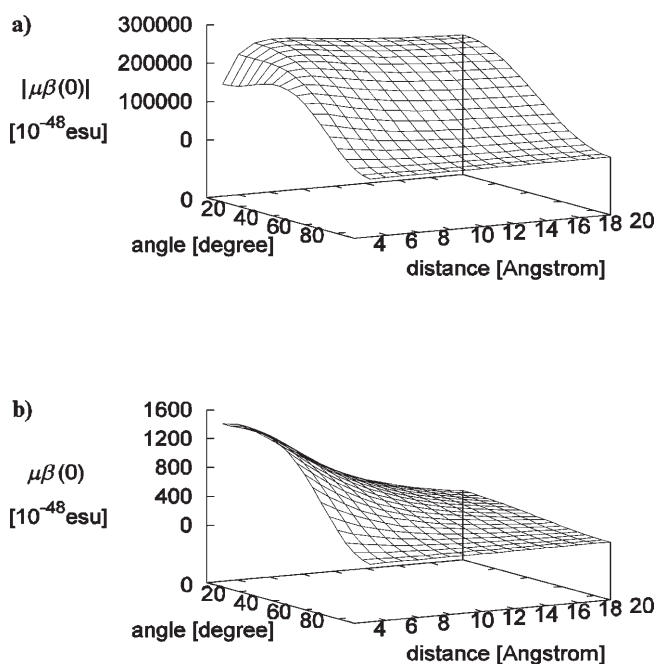 a)
300000
200000
100000
0
|μβ(0)|
[10⁻⁴⁸esu]
0
20
40
60
80
angle [degree]
4 6 8 10 12 14 16 18 20
distance [Angstrom]
b)
1600
1200
800
400
0
μβ(0)
[10⁻⁴⁸esu]
0
20
40
60
80
angle [degree]
4 6 8 10 12 14 16 18 20
distance [Angstrom]